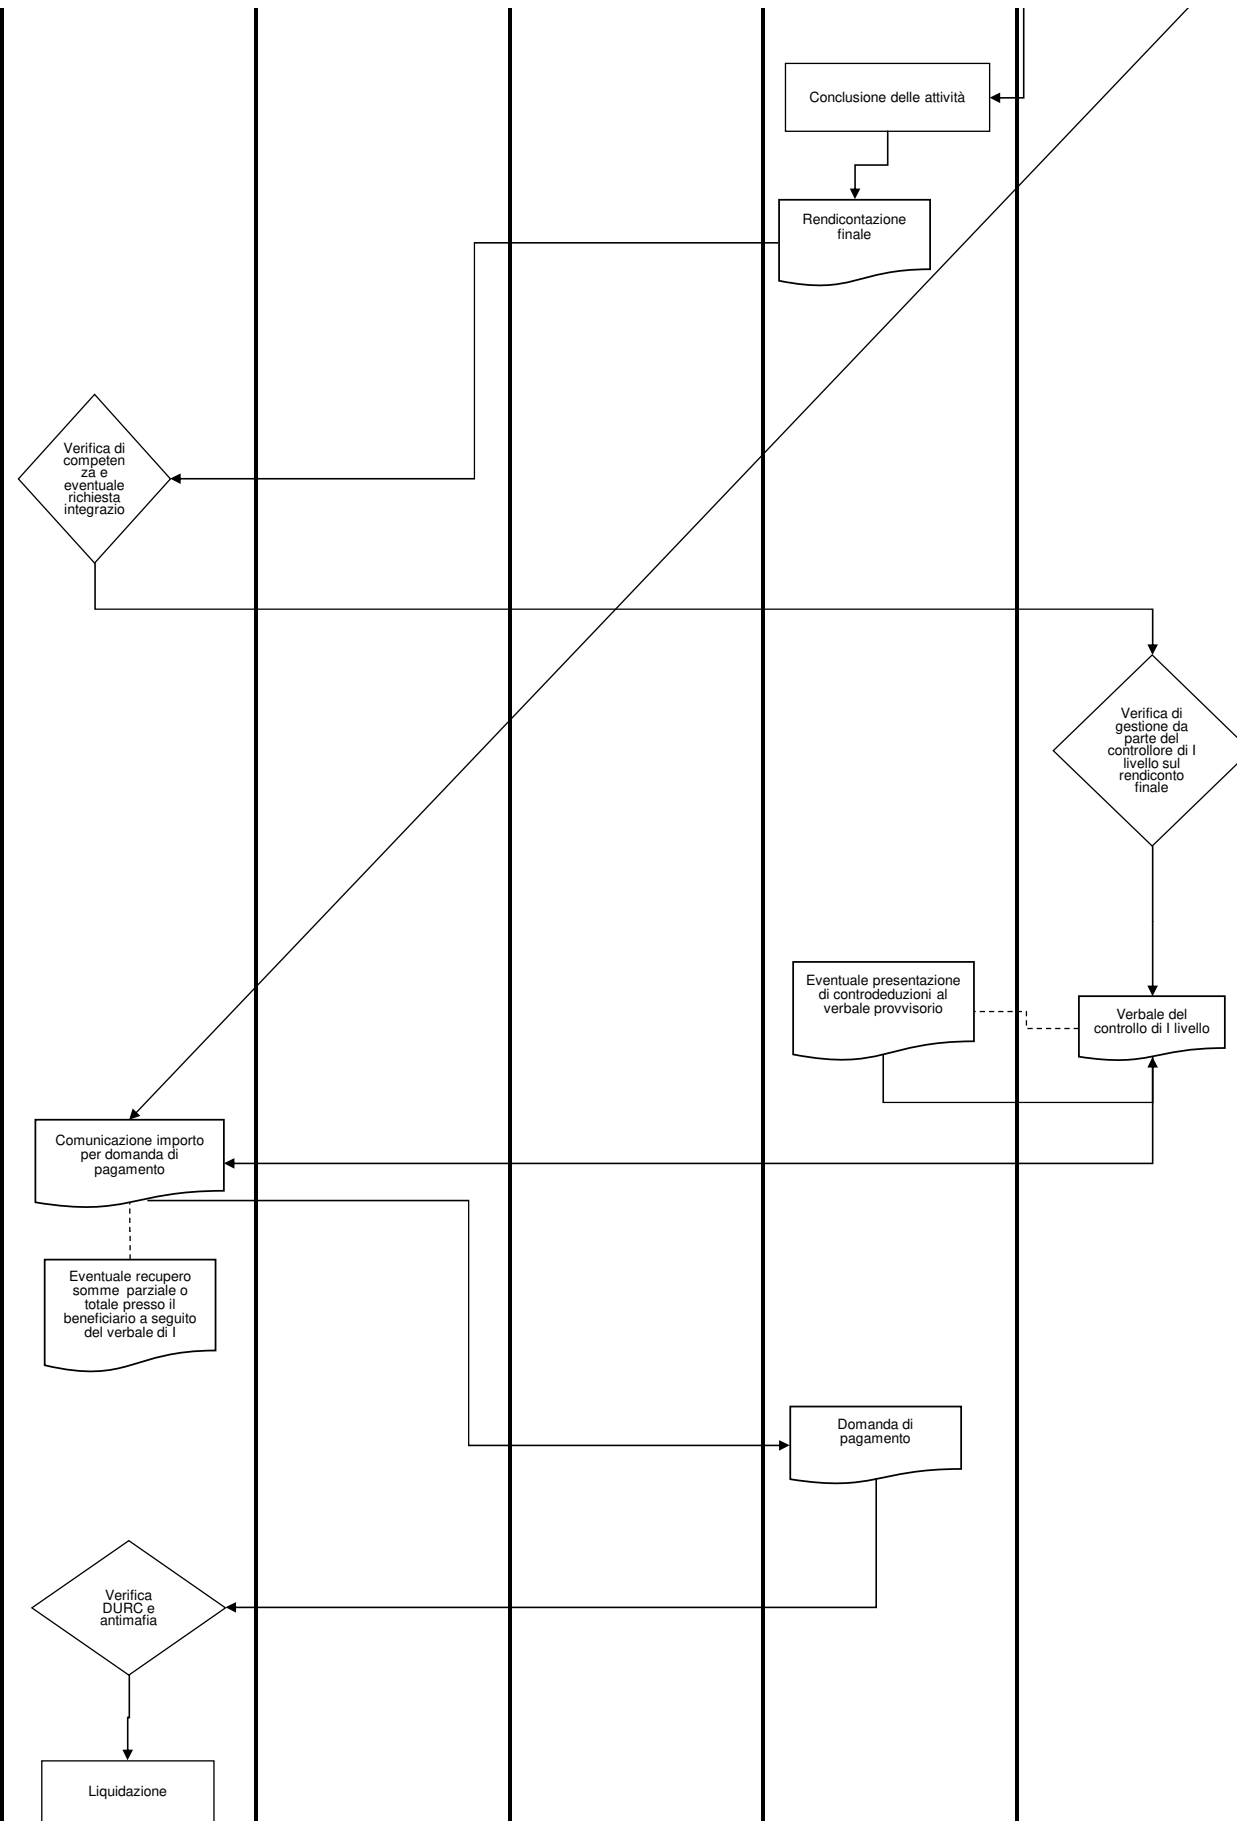 Conclusione delle attività
Rendicontazione
finale
Verifica di
competen
za e
eventuale
richiesta
integrazio
Verifica di
gestione da
parte del
controllore di I
livello sul
rendiconto
finale
Eventuale presentazione
di controdeduzioni al
verbale provvisorio
Verbale del
controllo di I livello
Comunicazione importo
per domanda di
pagamento
Eventuale recupero
somme parziale o
totale presso il
beneficiario a seguito
del verbale di I
Domanda di
pagamento
Verifica
DURC e
antimafia
Liquidazione